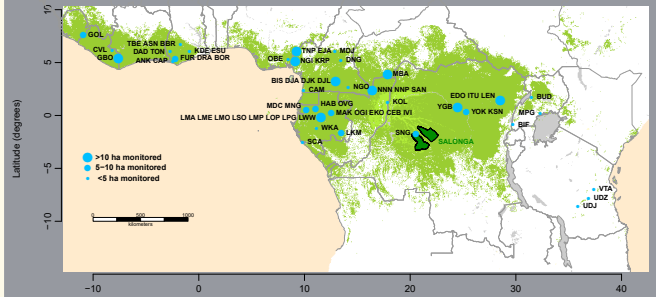 GOL
TBE ASN BBR
CVL
DAD TON
KDE ESU
GBO
ANK CAP
FUR DRA BOR
OBE
TNP EJA
MDJ
NGI KRP
DNG
BIS DJA DJK DJL
MBA
CAM
NGO
NNN NNP SAN
EDO ITU LEN
BUD
MDC MNG
HAB OVG
KOL
YGB
LMA LME LMO LSO LMP LOP LPG LWW
MAK OGI EKO CEB IVI
YOK KSN
MPG
WKA
LKM
SNG
BIF
SCA
SALONGA
>10 ha monitored
5−10 ha monitored
<5 ha monitored
VTA
UDZ
UDJ
0 500 1000
kilometers
Latitude (degrees)
10
5
0
−5
−10
−10 0 10 20 30 40